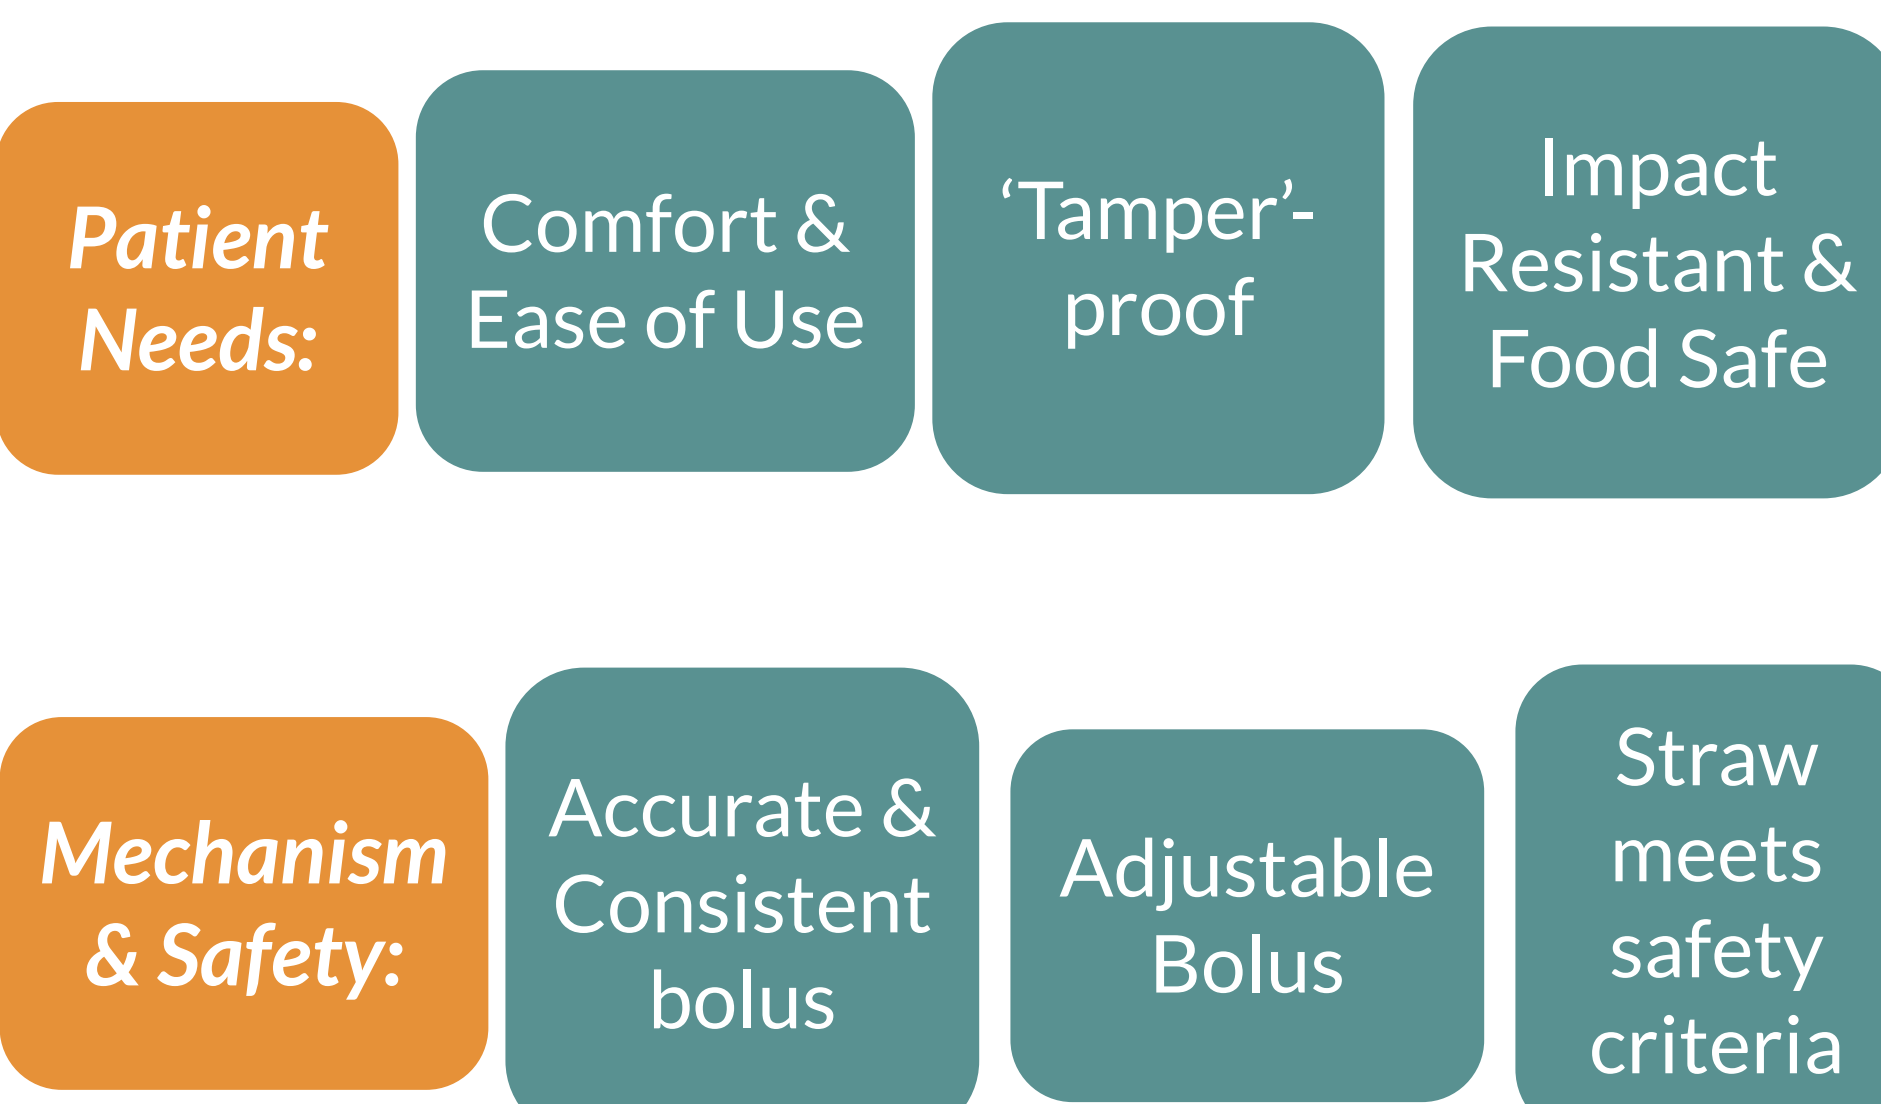 Patient
Needs:
Comfort &
Ease of Use
‘Tamper’-
proof
Impact
Resistant &
Food Safe
Mechanism
& Safety:
Accurate &
Consistent
bolus
Adjustable
Bolus
Straw
meets
safety
criteria